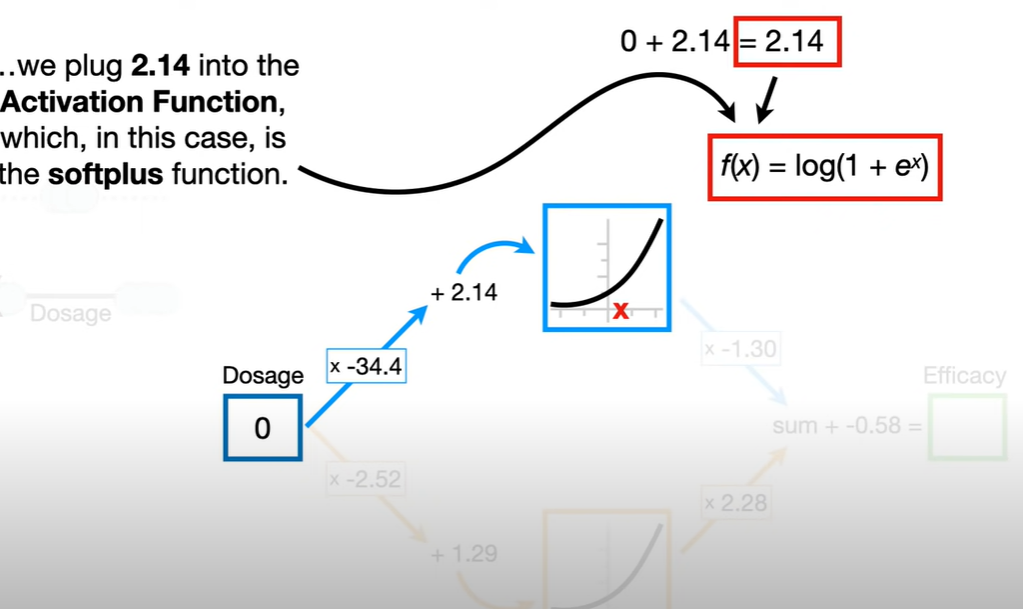 ..we plug 2.14 into the
Activation Function,
which, in this case, is
the softplus function.
0 + 2.14 = 2.14
f(x) = log(1 + eˣ)
+ 2.14
x
Dosage
x -34.4
x -1.30
Dosage
Efficacy
0
sum + -0.58 =
x -2.52
x 2.28
+ 1.29